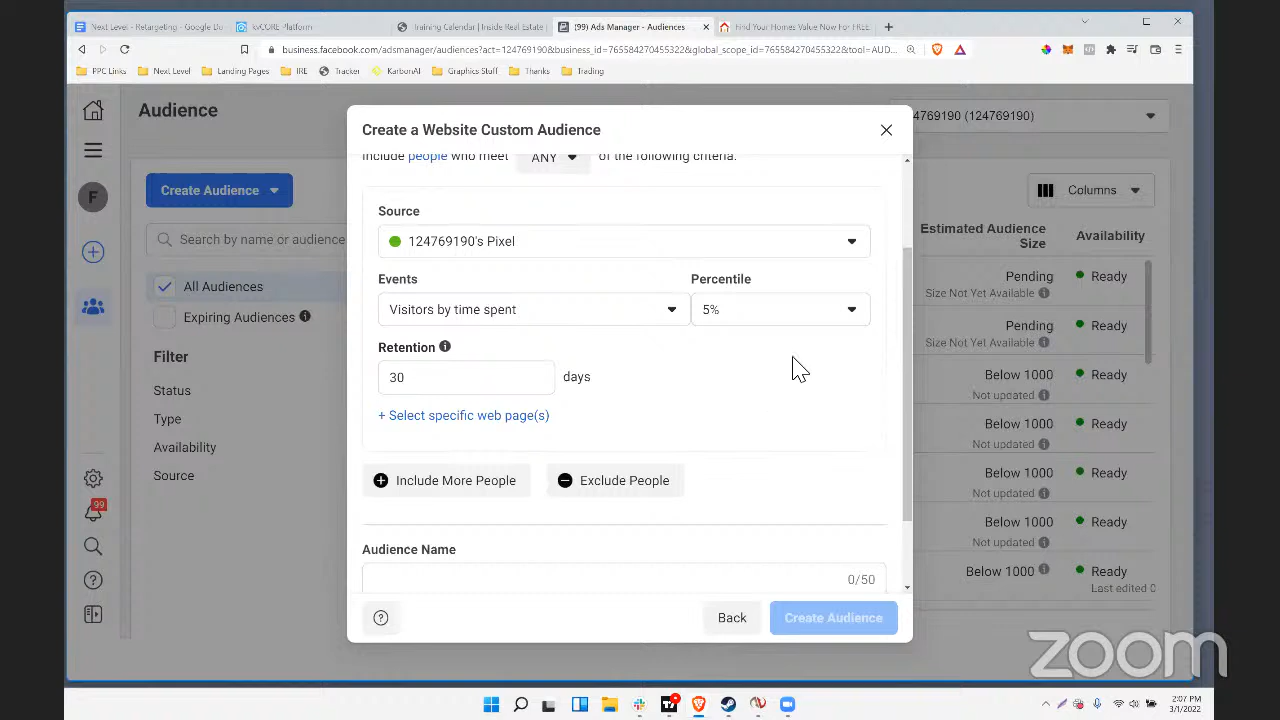 Next Level - Retargeting - Google Do
kvCORE Platform
Training Calendar | Inside Real Estate |
(99) Ads Manager - Audiences
Find Your Homes Value Now For FREE
business.facebook.com/adsmanager/audiences?act=124769190&business_id=765584270455322&global_scope_id=765584270455322&tool=AUD...
PPC Links
Next Level
Landing Pages
IRE
Tracker
KarbonAI
Graphics Stuff
Thanks
Trading
Audience
4769190 (124769190)
Create a Website Custom Audience
Include people who meet ANY of the following criteria.
F
Create Audience
Search by name or audience
All Audiences
Expiring Audiences
Filter
Status
Type
Availability
Source
99
Source
124769190's Pixel
Events
Percentile
Visitors by time spent
5%
Retention
30
days
+ Select specific web page(s)
Include More People
Exclude People
Audience Name
0/50
Back
Create Audience
Columns
Estimated Audience
Size
Availability
Pending
Ready
Size Not Yet Available
Pending
Ready
Size Not Yet Available
Below 1000
Ready
Not updated
Below 1000
Ready
Not updated
Below 1000
Ready
Not updated
Below 1000
Ready
Not updated
Below 1000
Ready
Last edited 0
zoom
2:07 PM
3/1/2022